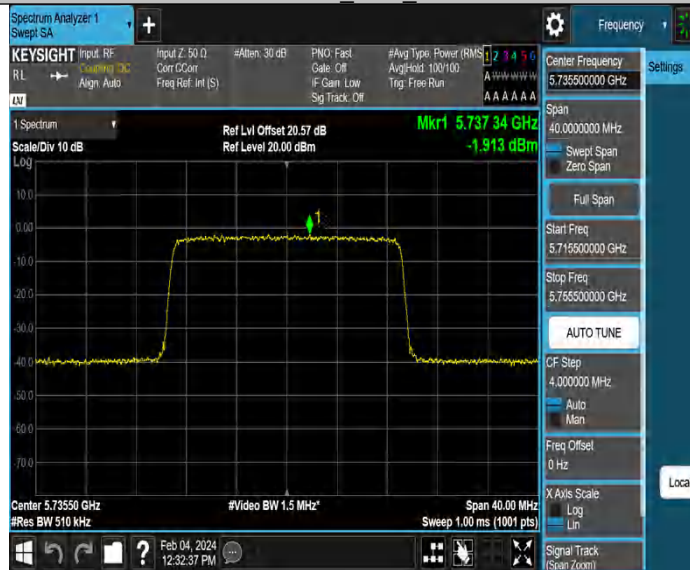 Spectrum Analyzer 1
Swept SA
+
Frequency
KEYSIGHT
RL
LXI
Input: RF
Coupling: DC
Align: Auto
Input Z: 50 Ω
Corr CCorr
Freq Ref: Int (S)
#Atten: 30 dB
PNO: Fast
Gate: Off
IF Gain: Low
Sig Track: Off
#Avg Type: Power (RMS
Avg|Hold: 100/100
Trig: Free Run
1 2 3 4 5 6
A W W W W W
A A A A A A
1 Spectrum
Scale/Div 10 dB
Log
Ref Lvl Offset 20.57 dB
Ref Level 20.00 dBm
Mkr1 5.737 34 GHz
-1.913 dBm
10.0
0.00
-10.0
-20.0
-30.0
-40.0
-50.0
-60.0
-70.0
1
Center 5.73550 GHz
#Res BW 510 kHz
#Video BW 1.5 MHz*
Span 40.00 MHz
Sweep 1.00 ms (1001 pts)
Feb 04, 2024
12:32:37 PM
?
Center Frequency
5.735500000 GHz
Span
40.0000000 MHz
Swept Span
Zero Span
Full Span
Start Freq
5.715500000 GHz
Stop Freq
5.755500000 GHz
AUTO TUNE
CF Step
4.000000 MHz
Auto
Man
Freq Offset
0 Hz
X Axis Scale
Log
Lin
Signal Track
(Span Zoom)
Settings
Loca